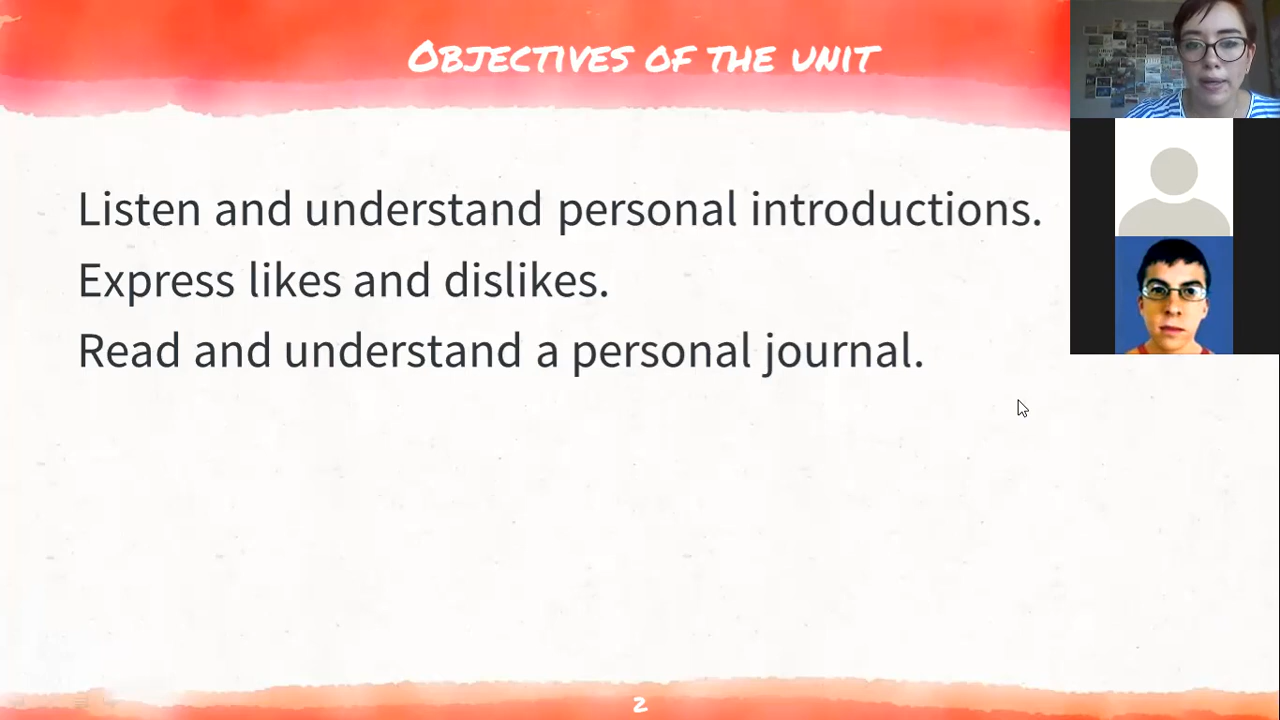 OBJECTIVES OF THE UNIT
Listen and understand personal introductions.
Express likes and dislikes.
Read and understand a personal journal.
2